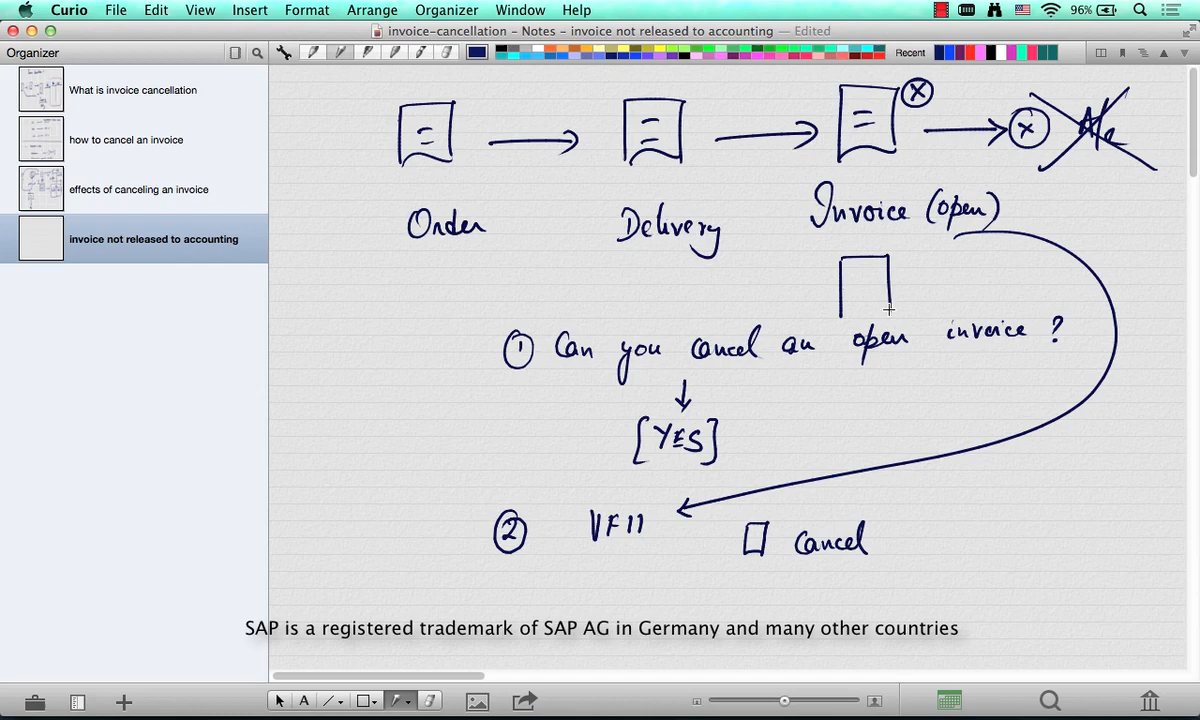 Curio File Edit View Insert Format Arrange Organizer Window Help 96%
invoice-cancellation – Notes – invoice not released to accounting — Edited
Organizer
Recent
What is invoice cancellation
how to cancel an invoice
effects of canceling an invoice
invoice not released to accounting
Order Delivery Invoice (open)
① Can you cancel an open invoice ?
[YES]
② VF11 Cancel
SAP is a registered trademark of SAP AG in Germany and many other countries
A